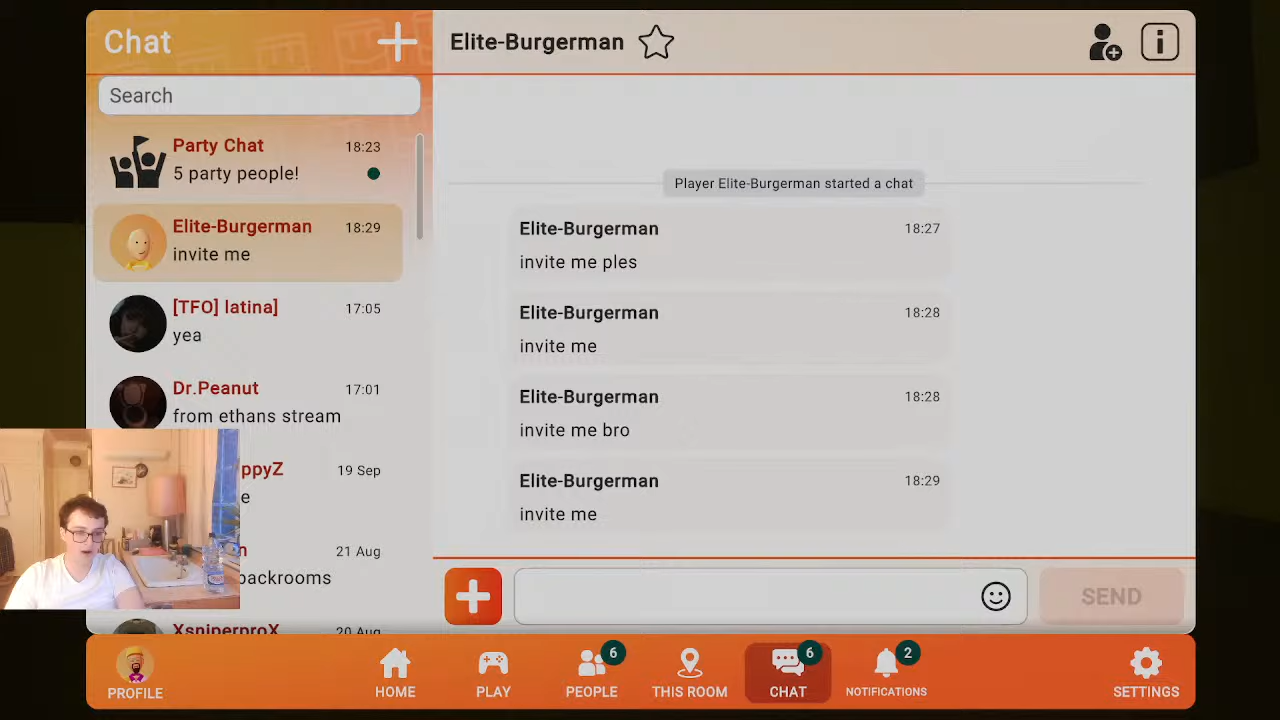 Chat
Search
Party Chat 18:23
5 party people!
Elite-Burgerman 18:29
invite me
[TFO] latina] 17:05
yea
Dr.Peanut 17:01
from ethans stream
ppyZ 19 Sep
e
n 21 Aug
backrooms
XsniperproX 20 Aug
Elite-Burgerman
i
Player Elite-Burgerman started a chat
Elite-Burgerman 18:27
invite me ples
Elite-Burgerman 18:28
invite me
Elite-Burgerman 18:28
invite me bro
Elite-Burgerman 18:29
invite me
SEND
PROFILE
HOME
PLAY
6
PEOPLE
THIS ROOM
6
CHAT
2
NOTIFICATIONS
SETTINGS